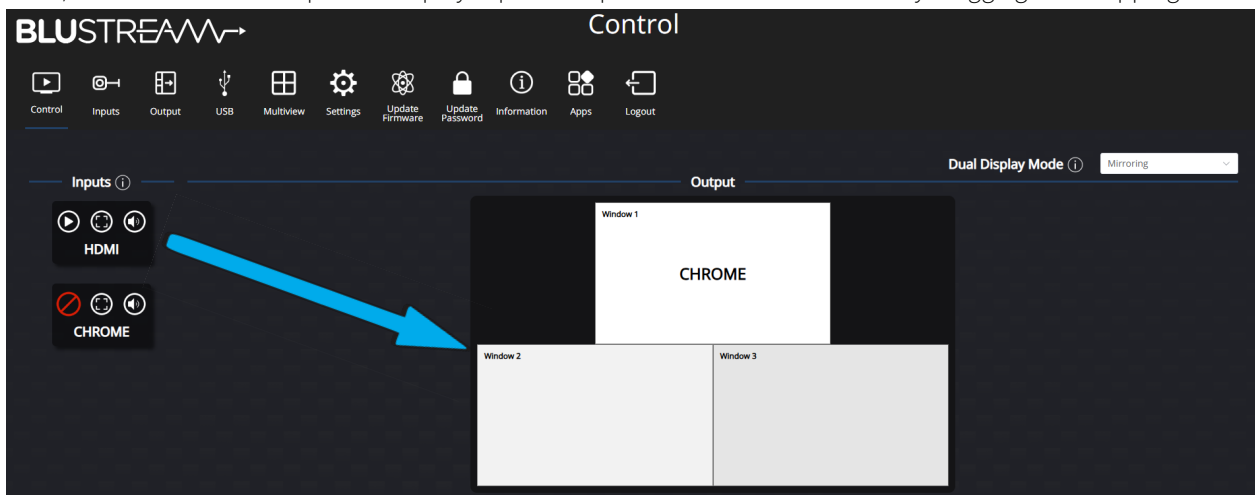 BLUSTREAM
Control
Control
Inputs
Output
USB
Multiview
Settings
Update
Firmware
Update
Password
Information
Apps
Logout
Dual Display Mode
Mirroring
Inputs
Output
HDMI
CHROME
Window 1
CHROME
Window 2
Window 3